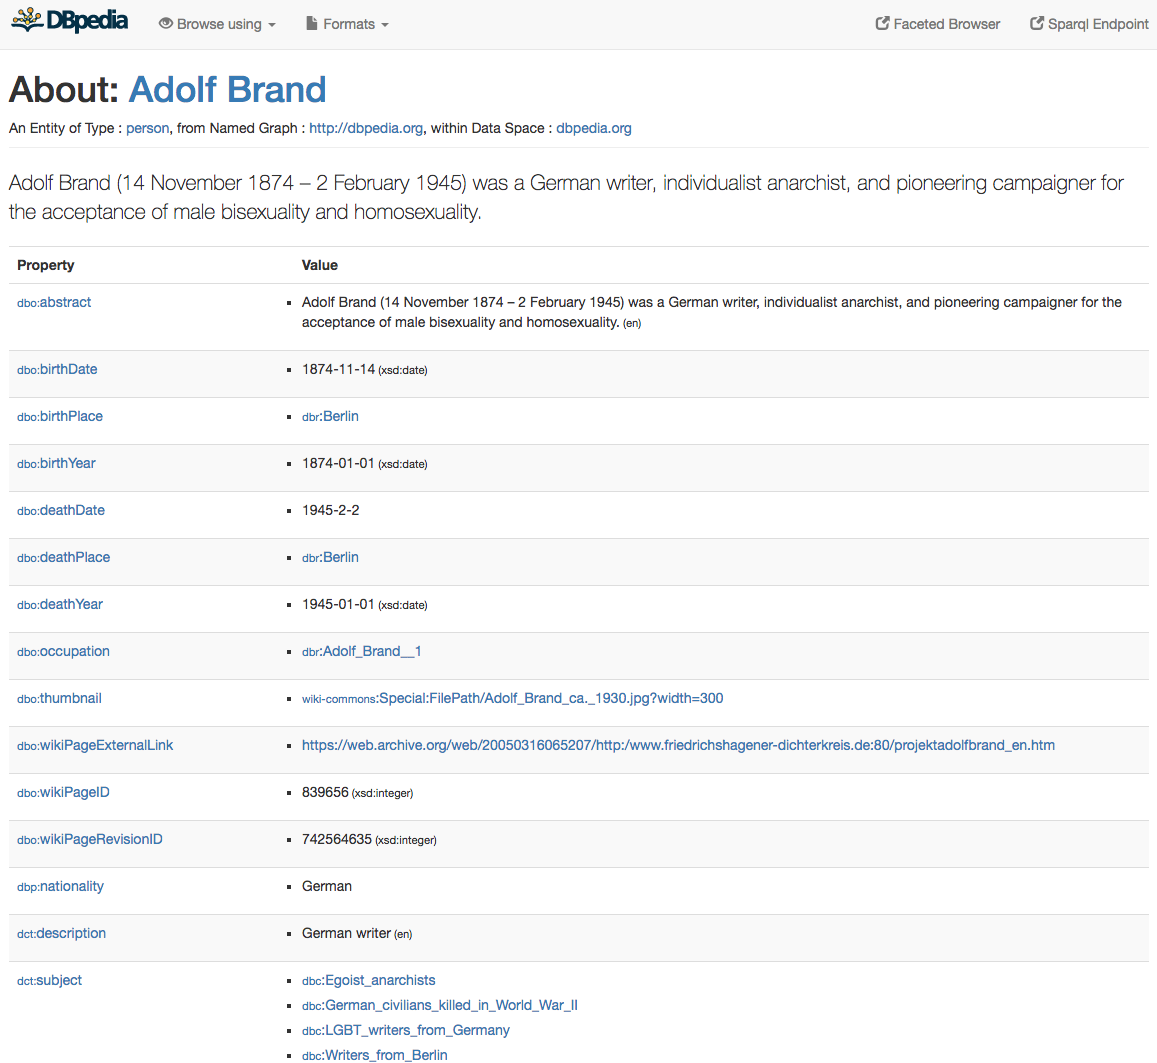 DBpedia Browse using Formats Faceted Browser Sparql Endpoint
About: Adolf Brand
An Entity of Type : person, from Named Graph : http://dbpedia.org, within Data Space : dbpedia.org
Adolf Brand (14 November 1874 – 2 February 1945) was a German writer, individualist anarchist, and pioneering campaigner for
the acceptance of male bisexuality and homosexuality.
Property Value
dbo:abstract ▪ Adolf Brand (14 November 1874 – 2 February 1945) was a German writer, individualist anarchist, and pioneering campaigner for the
acceptance of male bisexuality and homosexuality. (en)
dbo:birthDate ▪ 1874-11-14 (xsd:date)
dbo:birthPlace ▪ dbr:Berlin
dbo:birthYear ▪ 1874-01-01 (xsd:date)
dbo:deathDate ▪ 1945-2-2
dbo:deathPlace ▪ dbr:Berlin
dbo:deathYear ▪ 1945-01-01 (xsd:date)
dbo:occupation ▪ dbr:Adolf_Brand__1
dbo:thumbnail ▪ wiki-commons:Special:FilePath/Adolf_Brand_ca._1930.jpg?width=300
dbo:wikiPageExternalLink ▪ https://web.archive.org/web/20050316065207/http:/www.friedrichshagener-dichterkreis.de:80/projektadolfbrand_en.htm
dbo:wikiPageID ▪ 839656 (xsd:integer)
dbo:wikiPageRevisionID ▪ 742564635 (xsd:integer)
dbp:nationality ▪ German
dct:description ▪ German writer (en)
dct:subject ▪ dbc:Egoist_anarchists
▪ dbc:German_civilians_killed_in_World_War_II
▪ dbc:LGBT_writers_from_Germany
▪ dbc:Writers_from_Berlin